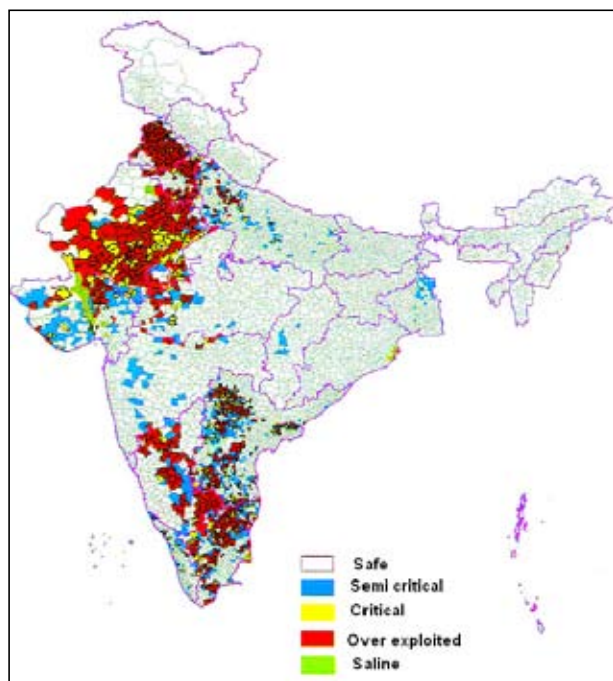 Safe
Semi critical
Critical
Over exploited
Saline